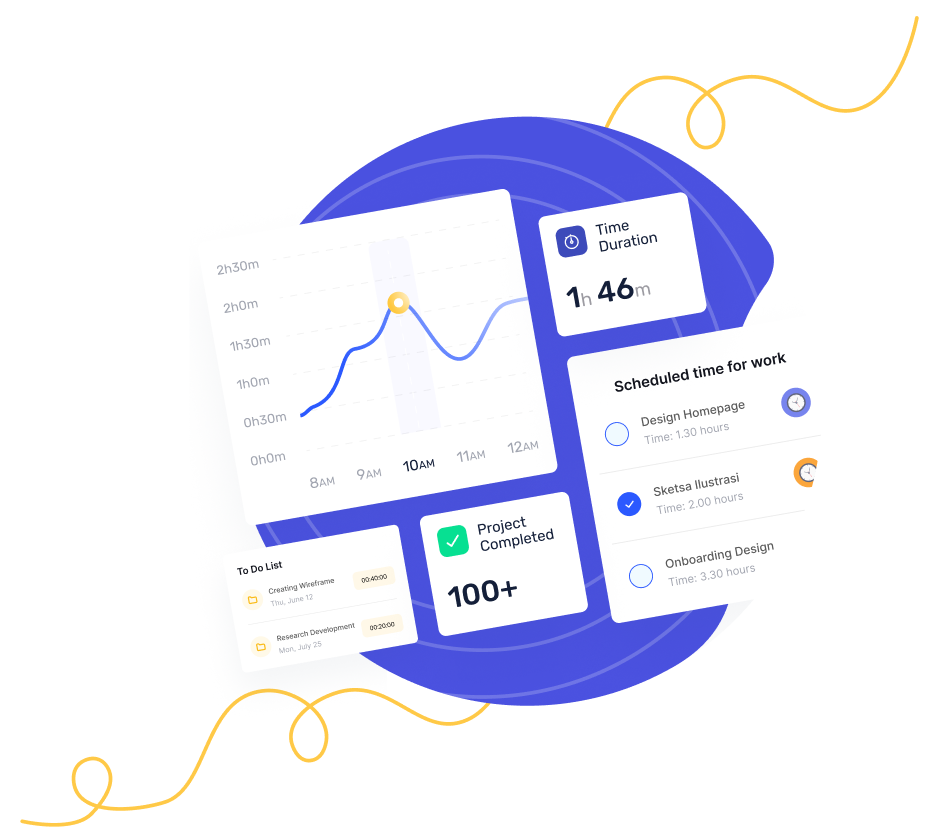 2h30m
2h0m
1h30m
1h0m
0h30m
0h0m
8AM 9AM 10AM 11AM 12AM
Time
Duration
1h 46m
Scheduled time for work
Design Homepage
Time: 1.30 hours
Sketsa Ilustrasi
Time: 2.00 hours
Onboarding Design
Time: 3.30 hours
Project
Completed
100+
To Do List
Creating Wireframe 00:40:00
Thu, June 12
Research Development 00:20:00
Mon, July 25